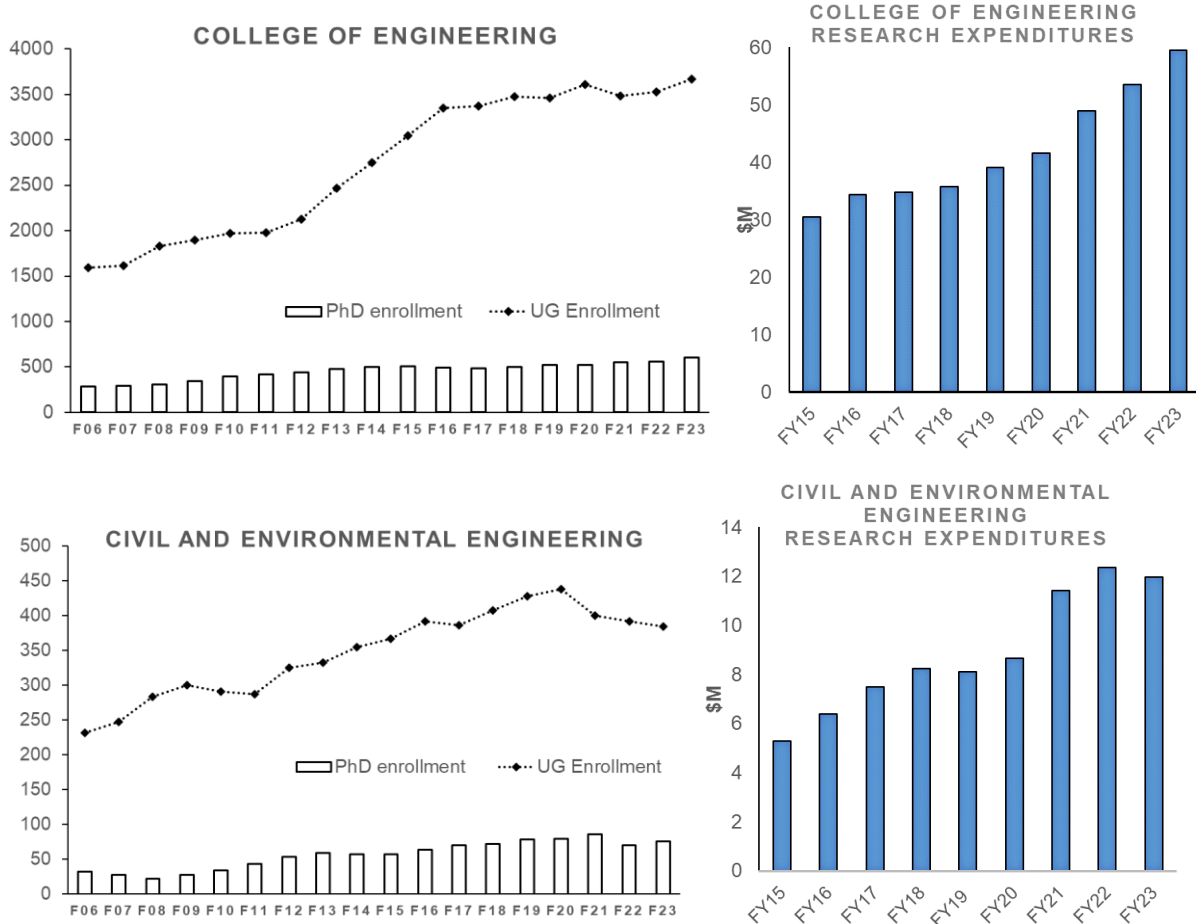 COLLEGE OF ENGINEERING
4000
3500
3000
2500
2000
1500
1000
500
0
PhD enrollment UG Enrollment
F06 F07 F08 F09 F10 F11 F12 F13 F14 F15 F16 F17 F18 F19 F20 F21 F22 F23
COLLEGE OF ENGINEERING
RESEARCH EXPENDITURES
60
50
40
30
20
10
0
$M
FY15 FY16 FY17 FY18 FY19 FY20 FY21 FY22 FY23
CIVIL AND ENVIRONMENTAL ENGINEERING
500
450
400
350
300
250
200
150
100
50
0
PhD enrollment UG Enrollment
F06 F07 F08 F09 F10 F11 F12 F13 F14 F15 F16 F17 F18 F19 F20 F21 F22 F23
CIVIL AND ENVIRONMENTAL
ENGINEERING
RESEARCH EXPENDITURES
14
12
10
8
6
4
2
0
$M
FY15 FY16 FY17 FY18 FY19 FY20 FY21 FY22 FY23